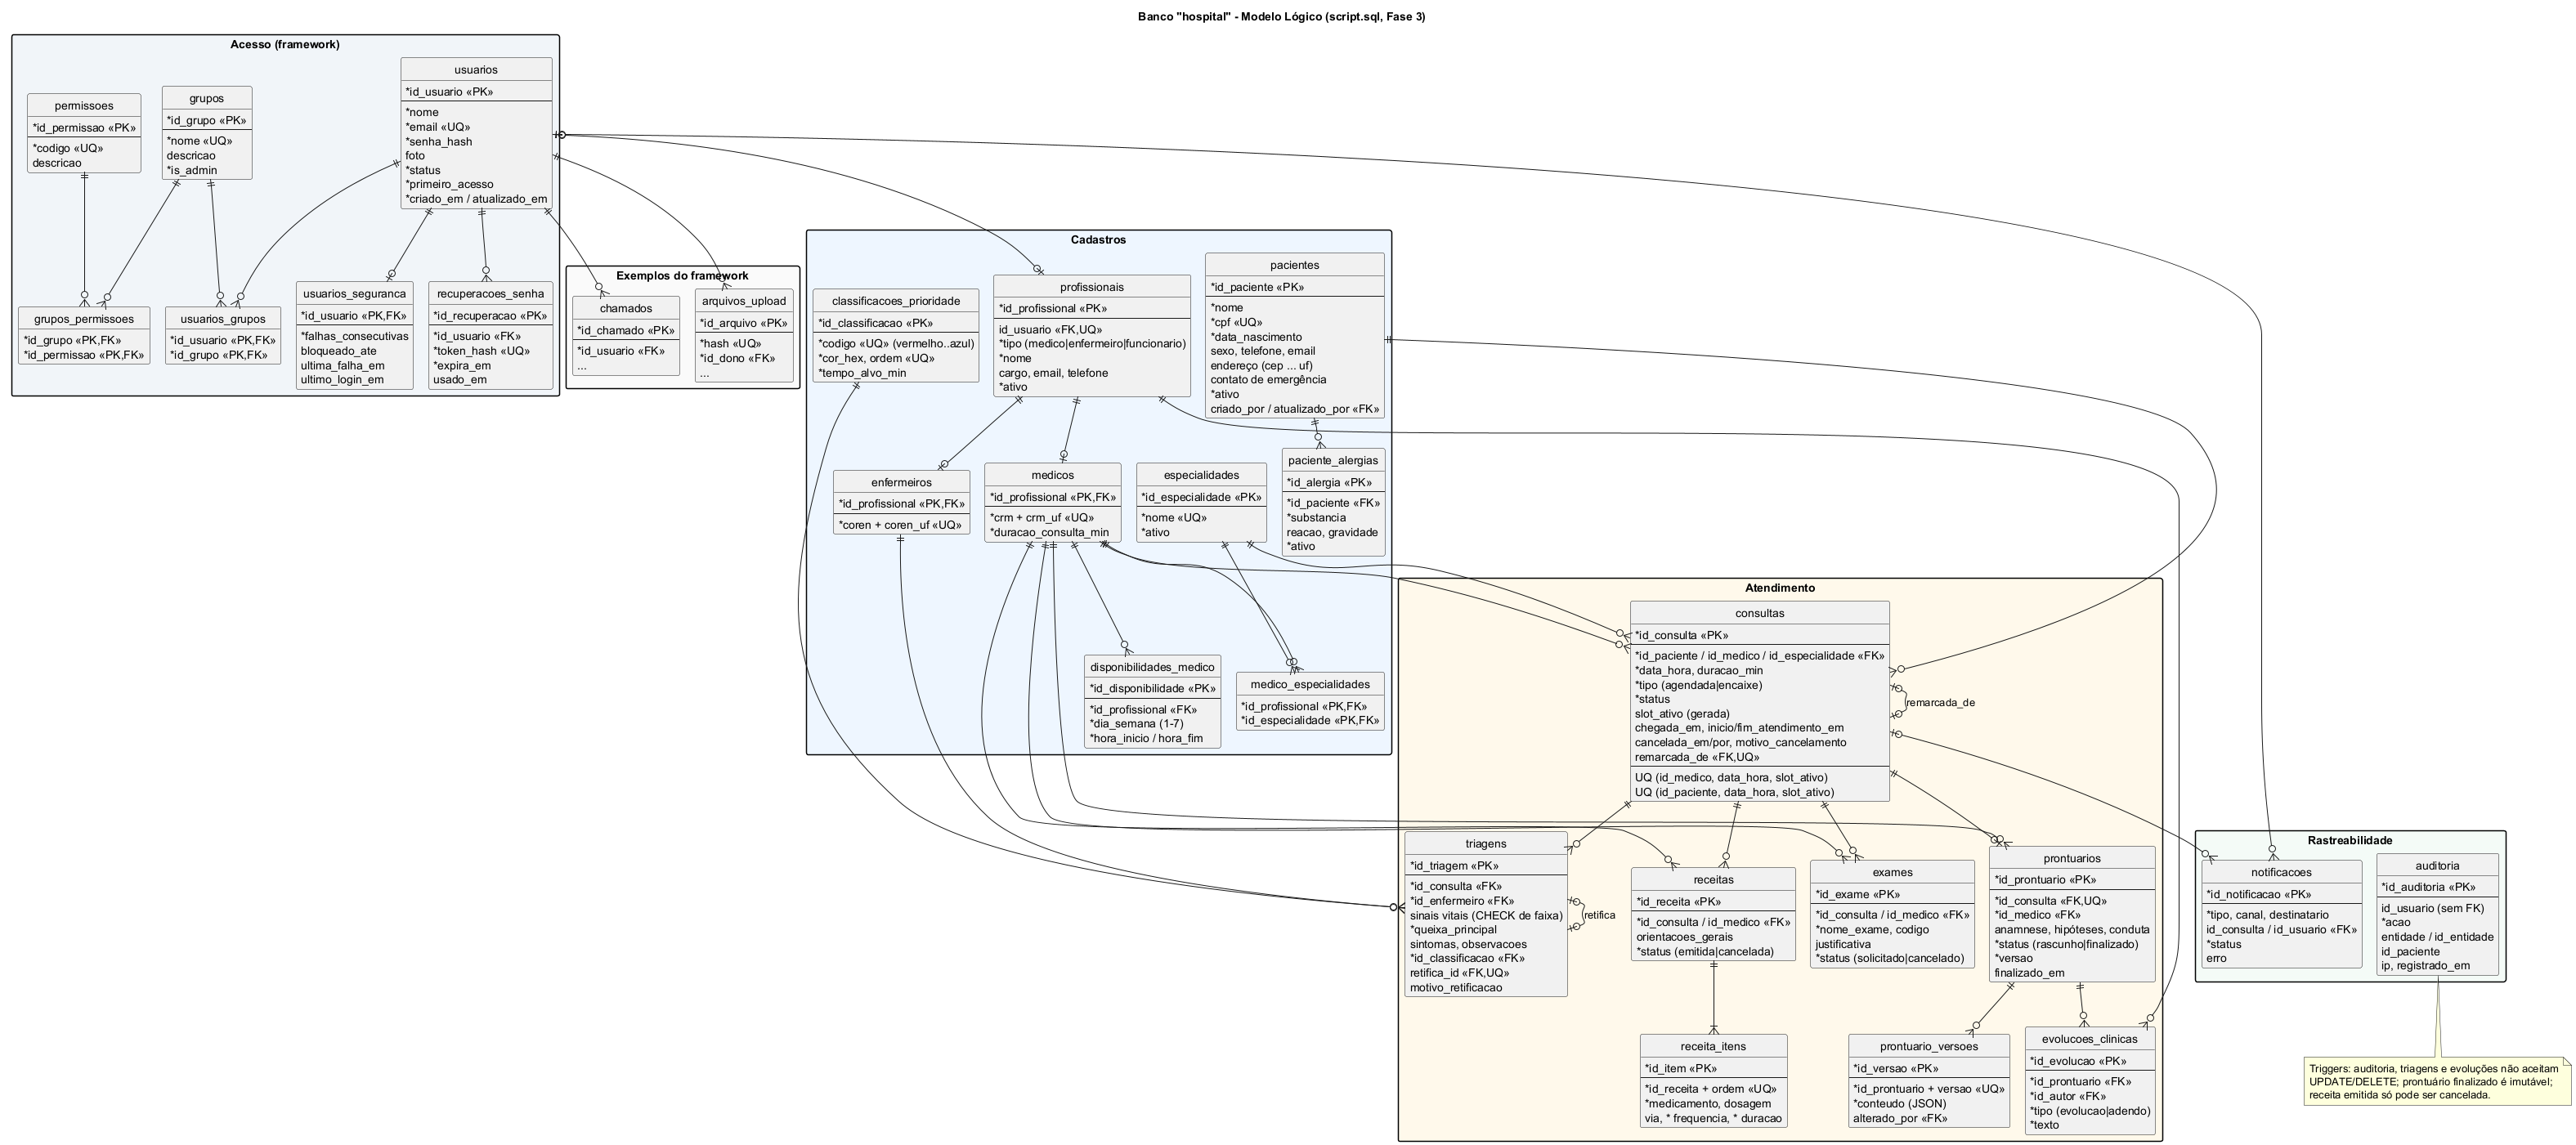 Banco "hospital" - Modelo Lógico (script.sql, Fase 3)
Acesso (framework)
permissoes
*id_permissao «PK»
*codigo «UQ»
descricao
grupos
*id_grupo «PK»
*nome «UQ»
descricao
*is_admin
usuarios
*id_usuario «PK»
*nome
*email «UQ»
*senha_hash
foto
*status
*primeiro_acesso
*criado_em / atualizado_em
grupos_permissoes
*id_grupo «PK,FK»
*id_permissao «PK,FK»
usuarios_grupos
*id_usuario «PK,FK»
*id_grupo «PK,FK»
usuarios_seguranca
*id_usuario «PK,FK»
*falhas_consecutivas
bloqueado_ate
ultima_falha_em
ultimo_login_em
recuperacoes_senha
*id_recuperacao «PK»
*id_usuario «FK»
*token_hash «UQ»
*expira_em
usado_em
Exemplos do framework
chamados
*id_chamado «PK»
*id_usuario «FK»
...
arquivos_upload
*id_arquivo «PK»
*hash «UQ»
*id_dono «FK»
...
Cadastros
classificacoes_prioridade
*id_classificacao «PK»
*codigo «UQ» (vermelho..azul)
*cor_hex, ordem «UQ»
*tempo_alvo_min
profissionais
*id_profissional «PK»
id_usuario «FK,UQ»
*tipo (medico|enfermeiro|funcionario)
*nome
cargo, email, telefone
*ativo
pacientes
*id_paciente «PK»
*nome
*cpf «UQ»
*data_nascimento
sexo, telefone, email
endereço (cep ... uf)
contato de emergência
*ativo
criado_por / atualizado_por «FK»
enfermeiros
*id_profissional «PK,FK»
*coren + coren_uf «UQ»
medicos
*id_profissional «PK,FK»
*crm + crm_uf «UQ»
*duracao_consulta_min
especialidades
*id_especialidade «PK»
*nome «UQ»
*ativo
paciente_alergias
*id_alergia «PK»
*id_paciente «FK»
*substancia
reacao, gravidade
*ativo
disponibilidades_medico
*id_disponibilidade «PK»
*id_profissional «FK»
*dia_semana (1-7)
*hora_inicio / hora_fim
medico_especialidades
*id_profissional «PK,FK»
*id_especialidade «PK,FK»
Atendimento
consultas
*id_consulta «PK»
*id_paciente / id_medico / id_especialidade «FK»
*data_hora, duracao_min
*tipo (agendada|encaixe)
*status
slot_ativo (gerada)
chegada_em, inicio/fim_atendimento_em
cancelada_em/por, motivo_cancelamento
remarcada_de «FK,UQ»
UQ (id_medico, data_hora, slot_ativo)
UQ (id_paciente, data_hora, slot_ativo)
remarcada_de
triagens
*id_triagem «PK»
*id_consulta «FK»
*id_enfermeiro «FK»
sinais vitais (CHECK de faixa)
*queixa_principal
sintomas, observacoes
*id_classificacao «FK»
retifica_id «FK,UQ»
motivo_retificacao
retifica
receitas
*id_receita «PK»
*id_consulta / id_medico «FK»
orientacoes_gerais
*status (emitida|cancelada)
exames
*id_exame «PK»
*id_consulta / id_medico «FK»
*nome_exame, codigo
justificativa
*status (solicitado|cancelado)
prontuarios
*id_prontuario «PK»
*id_consulta «FK,UQ»
*id_medico «FK»
anamnese, hipóteses, conduta
*status (rascunho|finalizado)
*versao
finalizado_em
receita_itens
*id_item «PK»
*id_receita + ordem «UQ»
*medicamento, dosagem
via, * frequencia, * duracao
prontuario_versoes
*id_versao «PK»
*id_prontuario + versao «UQ»
*conteudo (JSON)
alterado_por «FK»
evolucoes_clinicas
*id_evolucao «PK»
*id_prontuario «FK»
*id_autor «FK»
*tipo (evolucao|adendo)
*texto
Rastreabilidade
notificacoes
*id_notificacao «PK»
*tipo, canal, destinatario
id_consulta / id_usuario «FK»
*status
erro
auditoria
*id_auditoria «PK»
id_usuario (sem FK)
*acao
entidade / id_entidade
id_paciente
ip, registrado_em
Triggers: auditoria, triagens e evoluções não aceitam
UPDATE/DELETE; prontuário finalizado é imutável;
receita emitida só pode ser cancelada.